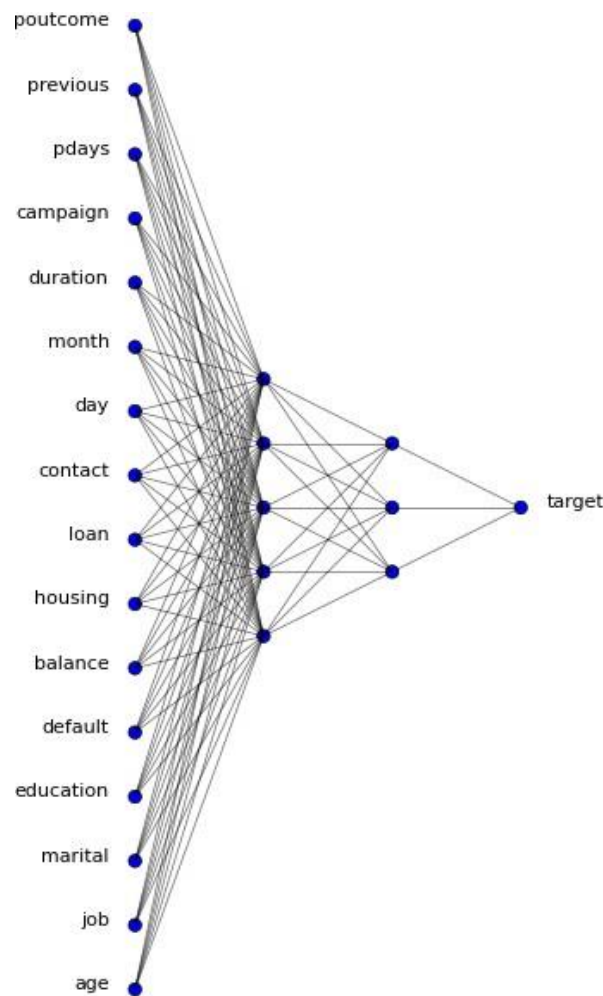 poutcome
previous
pdays
campaign
duration
month
day
contact
target
loan
housing
balance
default
education
marital
job
age